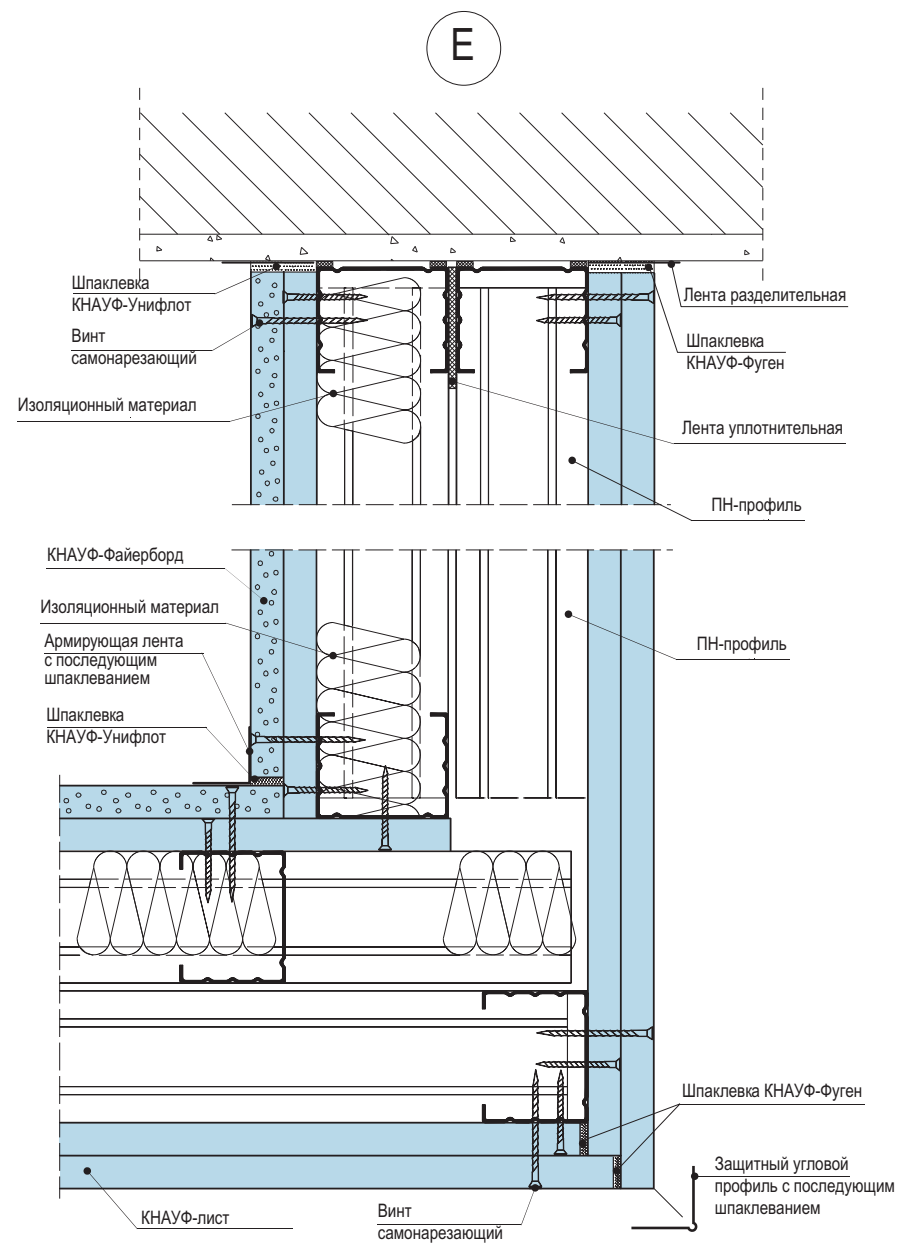 E
Шпаклевка
КНАУФ-Унифлот
Лента разделительная
Винт
самонарезающий
Шпаклевка
КНАУФ-Фуген
Изоляционный материал
Лента уплотнительная
ПН-профиль
КНАУФ-Файерборд
Изоляционный материал
Армирующая лента
с последующим
шпаклеванием
ПН-профиль
Шпаклевка
КНАУФ-Унифлот
Шпаклевка КНАУФ-Фуген
Защитный угловой
профиль с последующим
шпаклеванием
КНАУФ-лист
Винт
самонарезающий